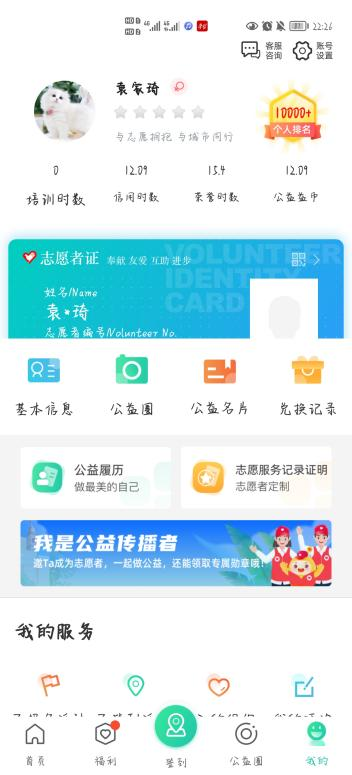 22:26
客服咨询
账号设置
袁家琦
与志愿拥抱 与城市同行
10000+
个人排名
0
12.09
15.4
12.09
培训时数
信用时数
荣誉时数
公益益币
志愿者证 奉献 友爱 互助 进步
VOLUNTEER
IDENTITY
CARD
姓名/Name
袁*琦
志愿者编号/Volunteer No.
基本信息
公益圈
公益名片
兑换记录
公益履历
做最美的自己
志愿服务记录证明
志愿者定制
我是公益传播者
邀Ta成为志愿者，一起做公益，还能领取专属勋章哦！
我的服务
首页
福利
签到
公益圈
我的